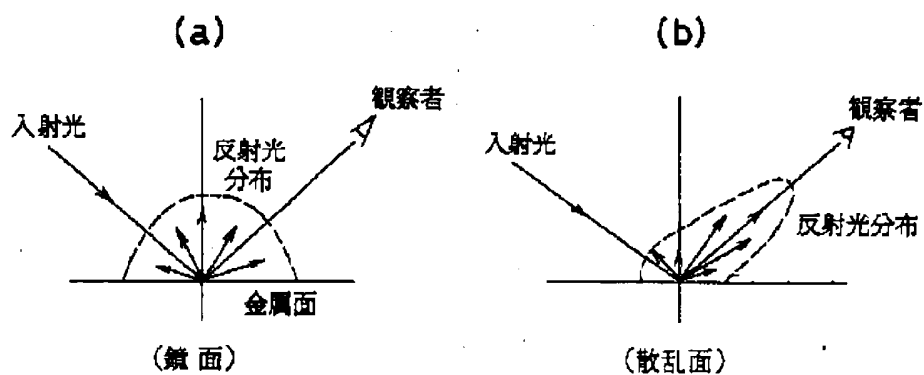 (a)
入射光
観察者
反射光
分布
金属面
(鏡面)
(b)
入射光
観察者
反射光分布
(散乱面)